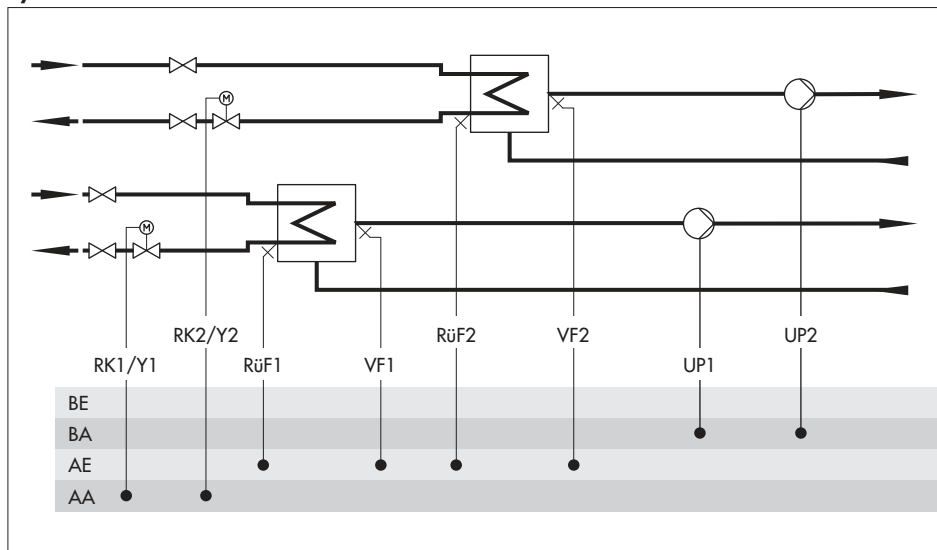 M
M
RK2/Y2 RüF2 VF2 UP2
RK1/Y1 RüF1 VF1 UP1
BE
BA
AE
AA